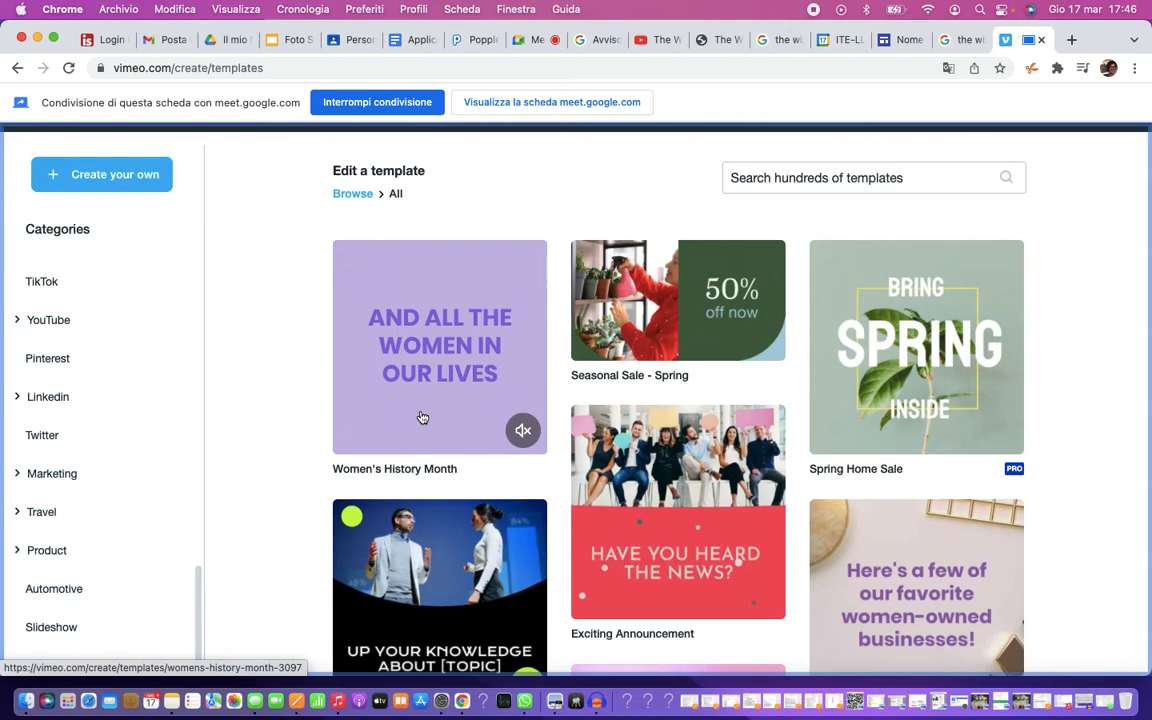 Chrome Archivio Modifica Visualizza Cronologia Preferiti Profili Scheda Finestra Guida Gio 17 mar 17:46
Login Posta Il mio Foto S Person Applic Popple Me Avviso The W The W the wi ITE-LU Nome the wi
vimeo.com/create/templates
Condivisione di questa scheda con meet.google.com Interrompi condivisione Visualizza la scheda meet.google.com
+ Create your own
Categories
TikTok
YouTube
Pinterest
Linkedin
Twitter
Marketing
Travel
Product
Automotive
Slideshow
Edit a template
Browse > All
Search hundreds of templates
AND ALL THE
WOMEN IN
OUR LIVES
Women's History Month
50%
off now
Seasonal Sale - Spring
BRING
SPRING
INSIDE
Spring Home Sale PRO
UP YOUR KNOWLEDGE
ABOUT [TOPIC]
HAVE YOU HEARD
THE NEWS?
Exciting Announcement
Here's a few of
our favorite
women-owned
businesses!
https://vimeo.com/create/templates/womens-history-month-3097